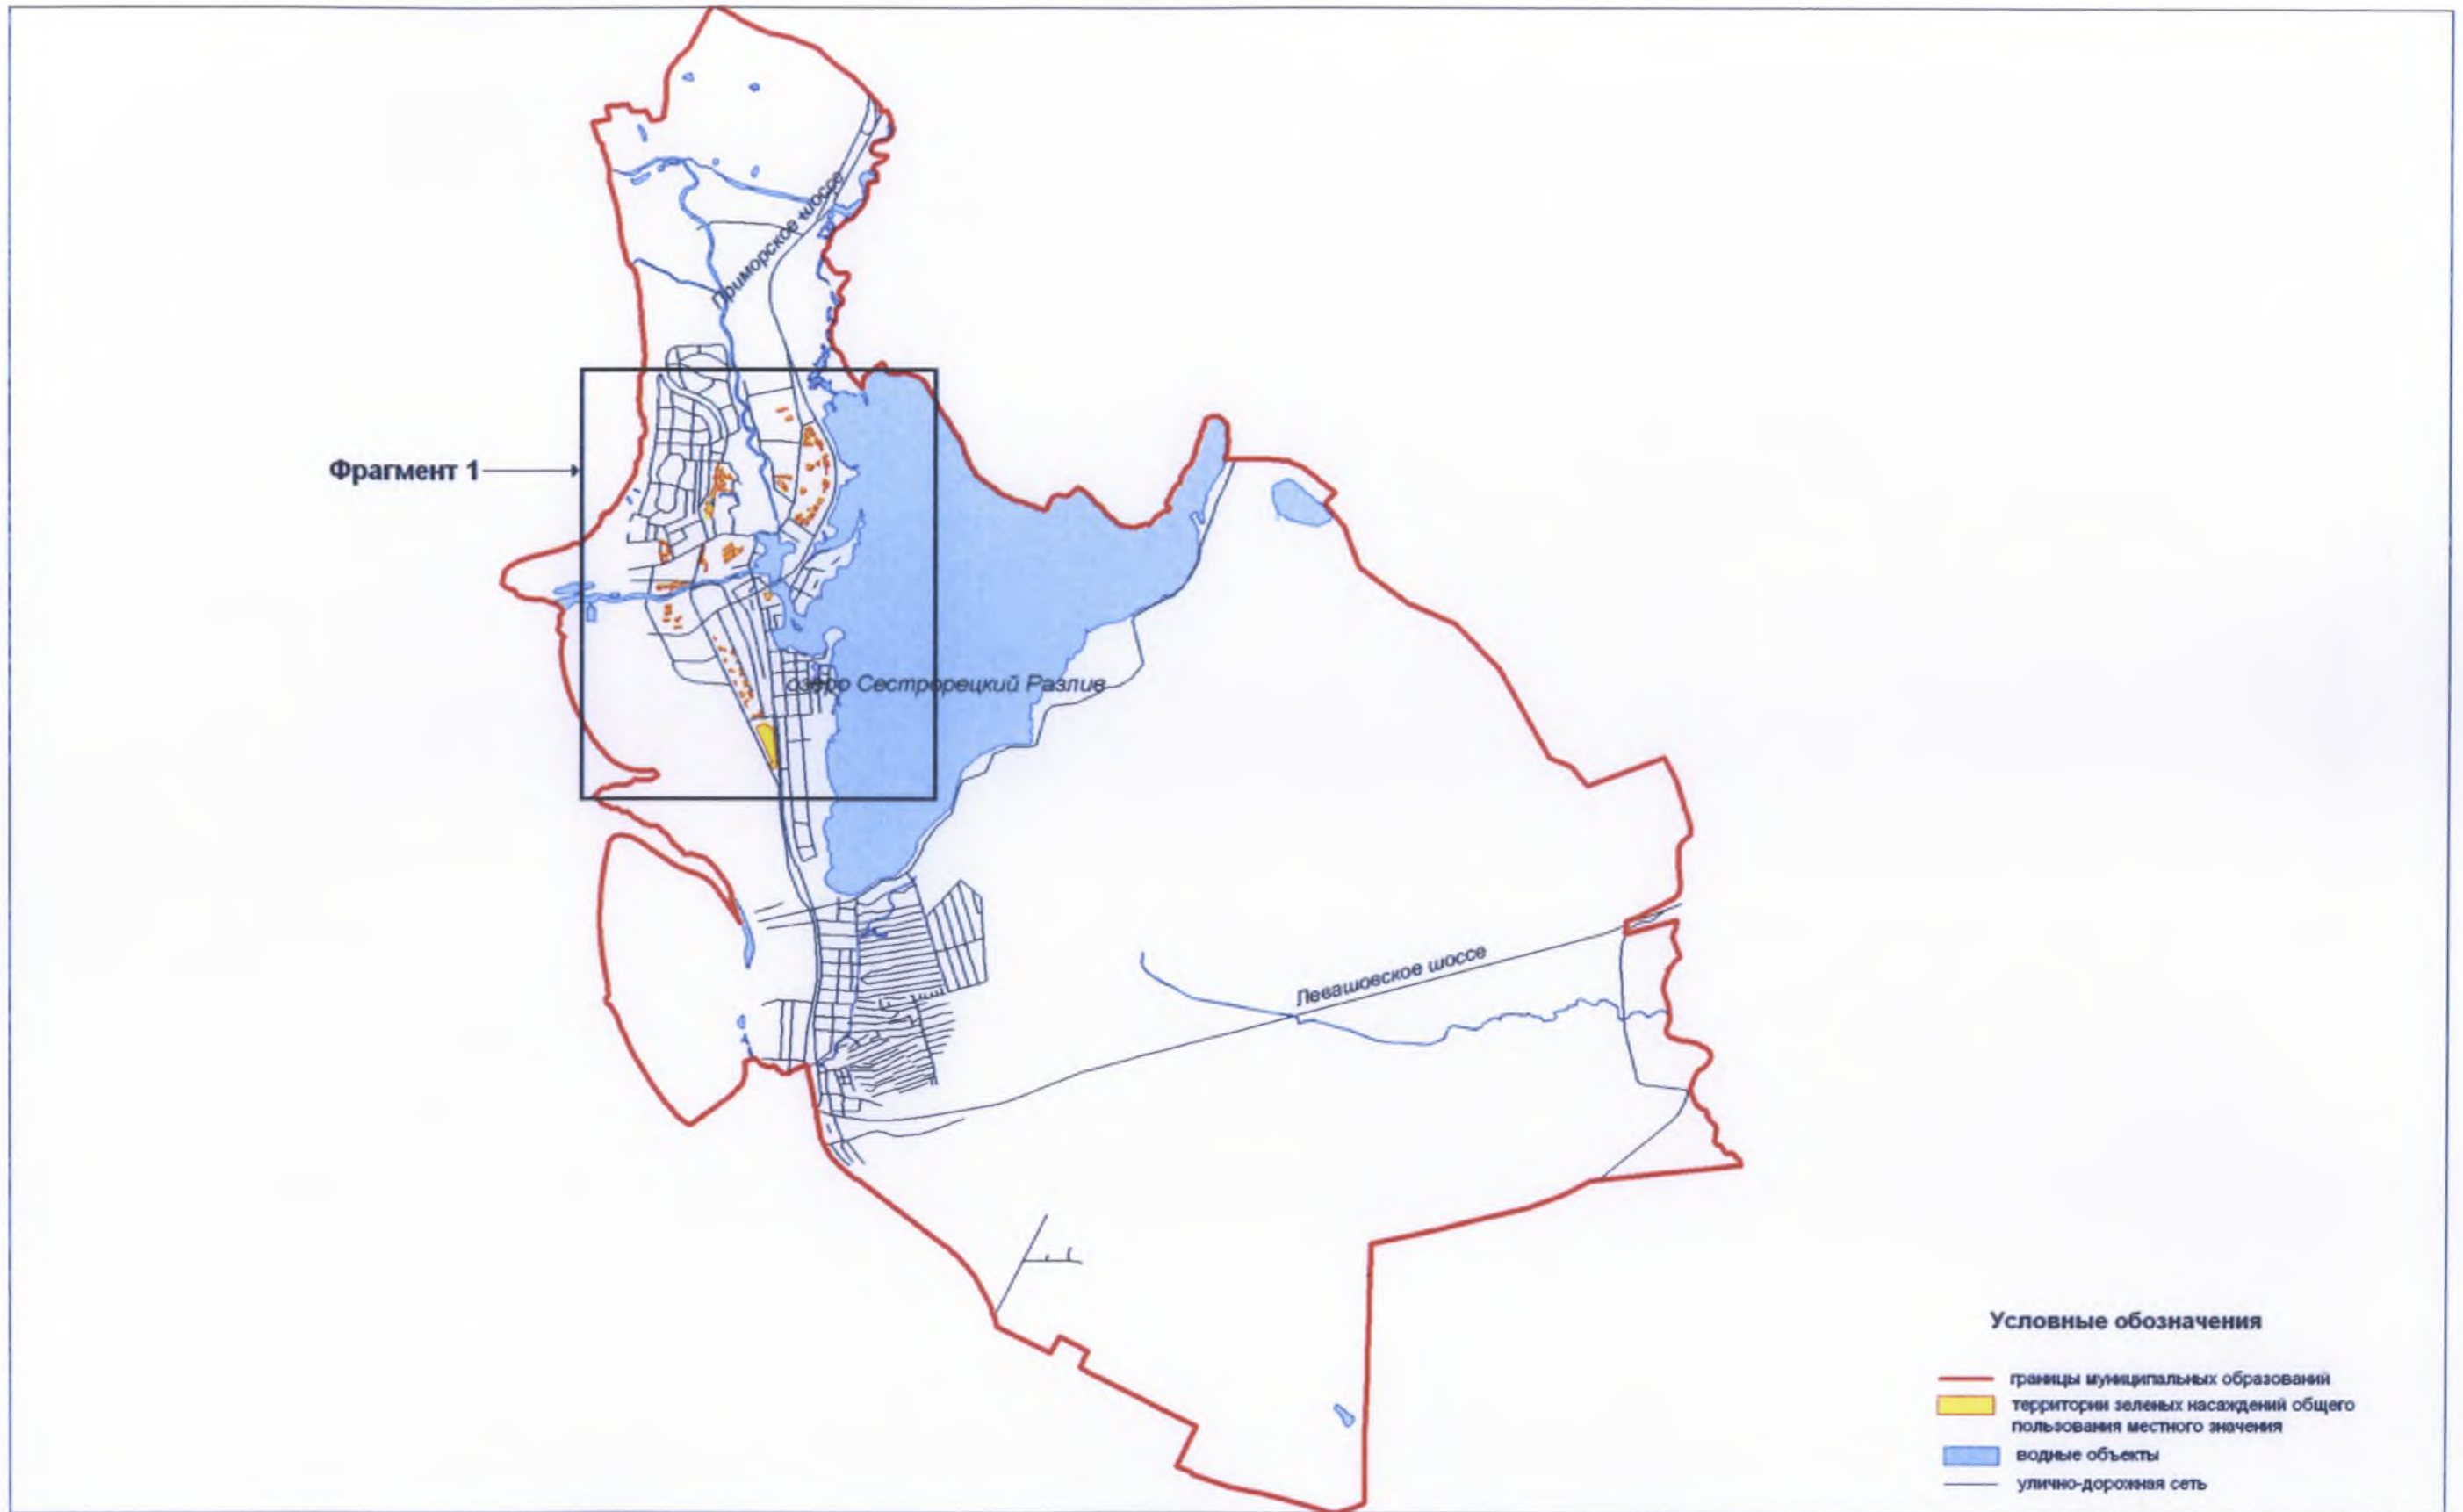 Приморское шоссе
Фрагмент 1
озеро Сестрорецкий Разлив
Левашовское шоссе
Условные обозначения
границы муниципальных образований
территории зеленых насаждений общего
пользования местного значения
водные объекты
улично-дорожная сеть